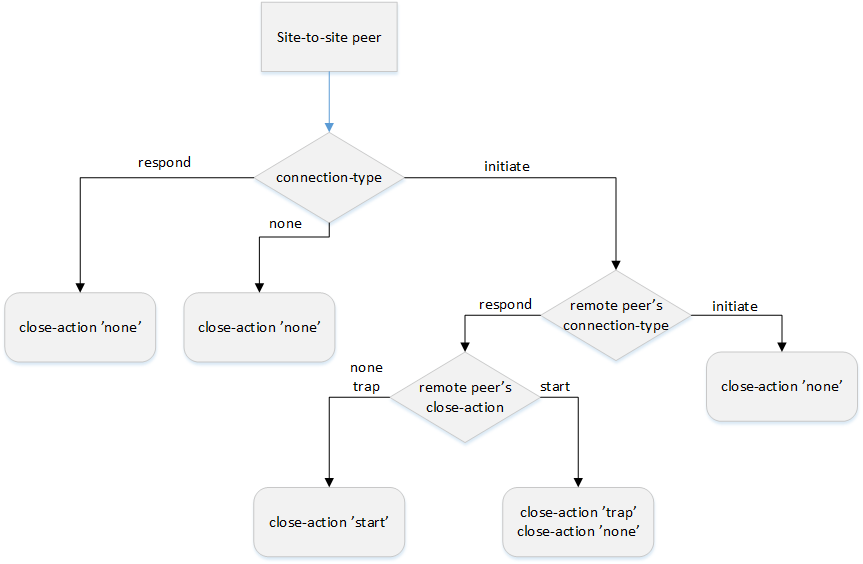 Site-to-site peer
respond
connection-type
initiate
none
close-action ’none’
close-action ’none’
respond
remote peer’s
connection-type
initiate
none
trap
remote peer’s
close-action
start
close-action ’none’
close-action ’start’
close-action ’trap’
close-action ’none’